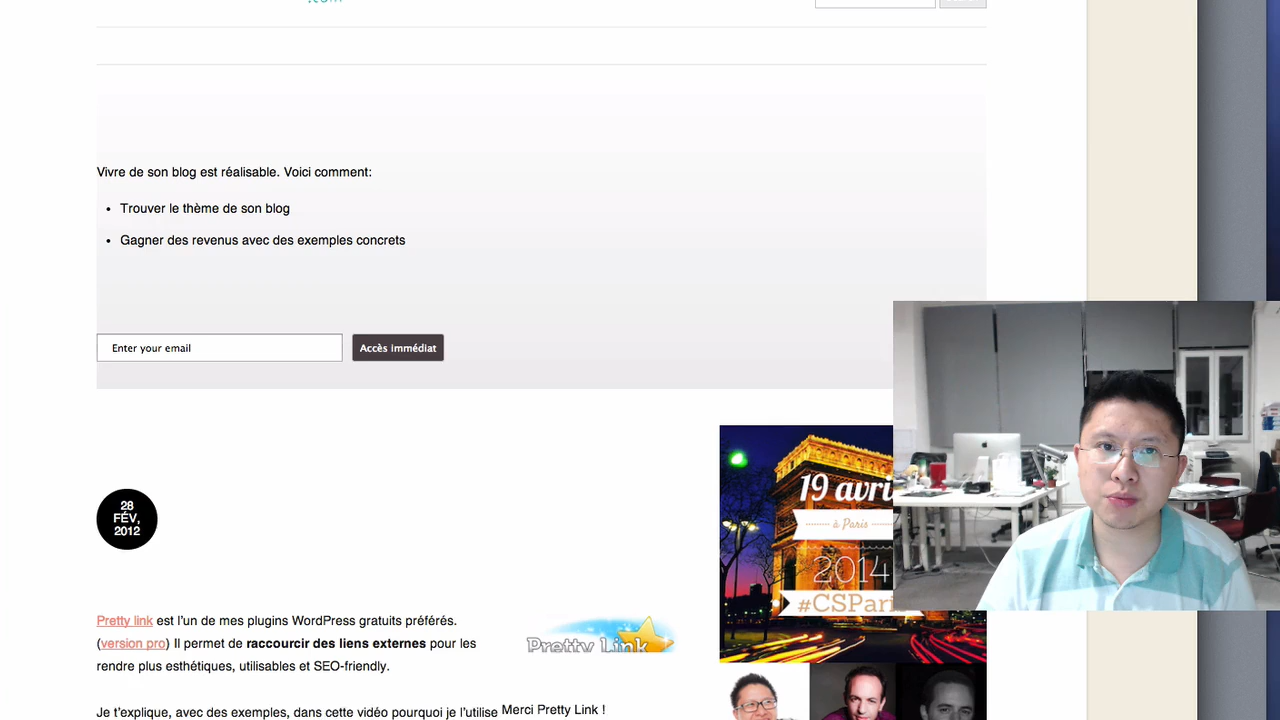 Vivre de son blog est réalisable. Voici comment:
• Trouver le thème de son blog
• Gagner des revenus avec des exemples concrets
Enter your email
Accès immédiat
28
FÉV,
2012
19 avri
à Paris
2014
#CSPari
Pretty link est l'un de mes plugins WordPress gratuits préférés.
(version pro) Il permet de raccourcir des liens externes pour les
rendre plus esthétiques, utilisables et SEO-friendly.
Pretty Link
Je t'explique, avec des exemples, dans cette vidéo pourquoi je l'utilise
Merci Pretty Link !